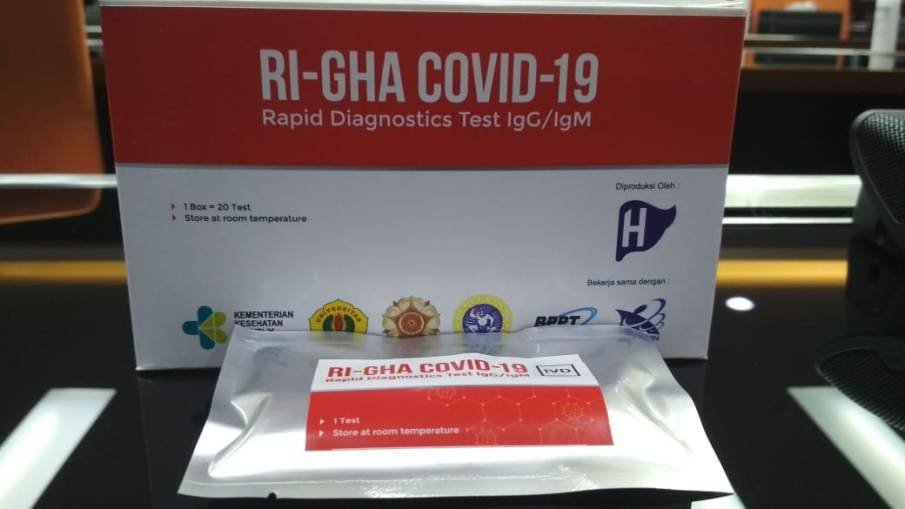 RI-GHA COVID-19
Rapid Diagnostics Test IgG/IgM
1 Box = 20 Test
Store at room temperature
Diproduksi Oleh :
H
Bekerja sama dengan :
KEMENTERIAN
KESEHATAN
UNIVERSITAS
BPPT
RI-GHA COVID-19
Rapid Diagnostics Test IgG/IgM
IVD
1 Test
Store at room temperature